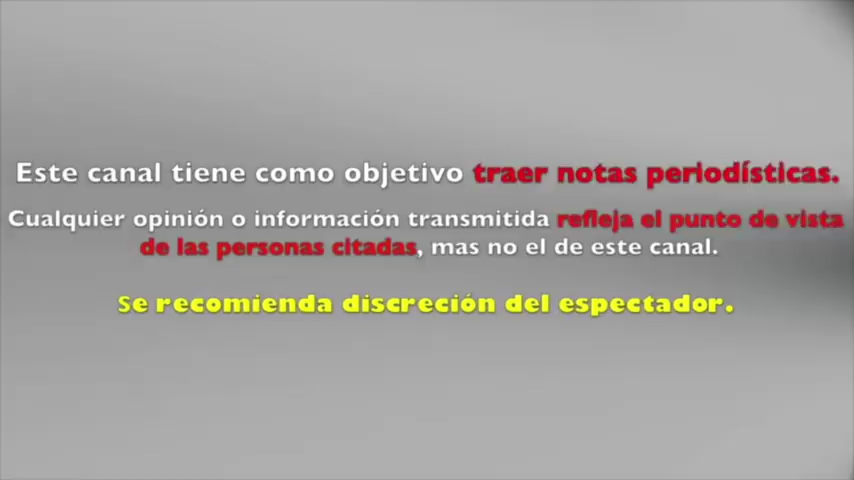 Este canal tiene como objetivo traer notas periodísticas.
Cualquier opinión o información transmitida refleja el punto de vista
de las personas citadas, mas no el de este canal.
Se recomienda discreción del espectador.